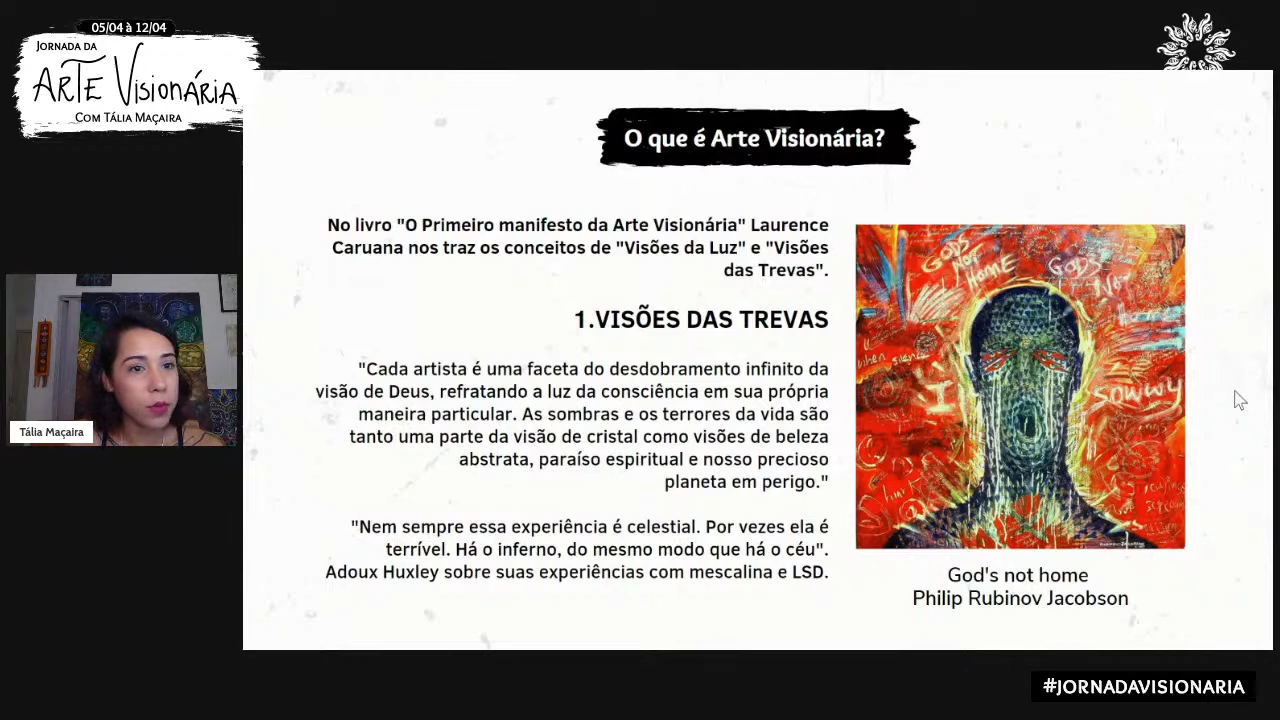 05/04 à 12/04
JORNADA DA
ARTE VISIONÁRIA
COM TÁLIA MAÇAIRA
O que é Arte Visionária?
No livro "O Primeiro manifesto da Arte Visionária" Laurence
Caruana nos traz os conceitos de "Visões da Luz" e "Visões
das Trevas".
1.VISÕES DAS TREVAS
"Cada artista é uma faceta do desdobramento infinito da
visão de Deus, refratando a luz da consciência em sua própria
maneira particular. As sombras e os terrores da vida são
tanto uma parte da visão de cristal como visões de beleza
abstrata, paraíso espiritual e nosso precioso
planeta em perigo."
"Nem sempre essa experiência é celestial. Por vezes ela é
terrível. Há o inferno, do mesmo modo que há o céu".
Adoux Huxley sobre suas experiências com mescalina e LSD.
GODS
NOT
HOME
GODS
NOT
SOWWY
God's not home
Philip Rubinov Jacobson
Tália Maçaira
#JORNADAVISIONARIA